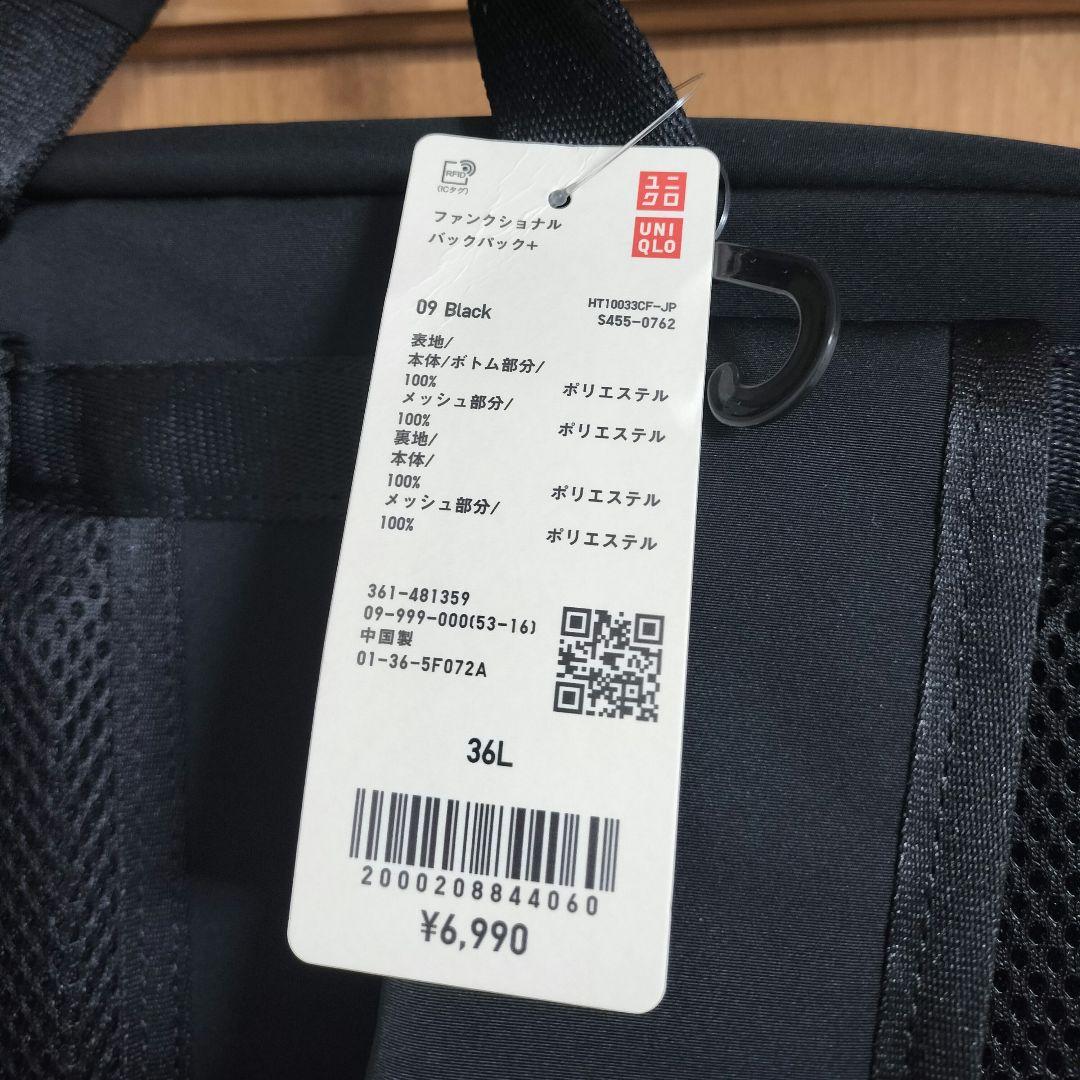 RFID
(ICタグ)
ユニ
クロ
UNI
QLO
ファンクショナル
バックパック+
09 Black
HT10033CF-JP
S455-0762
表地/
本体/ボトム部分/
100% ポリエステル
メッシュ部分/
100% ポリエステル
裏地/
本体/
100% ポリエステル
メッシュ部分/
100% ポリエステル
361-481359
09-999-000(53-16)
中国製
01-36-5F072A
36L
2000208844060
¥6,990